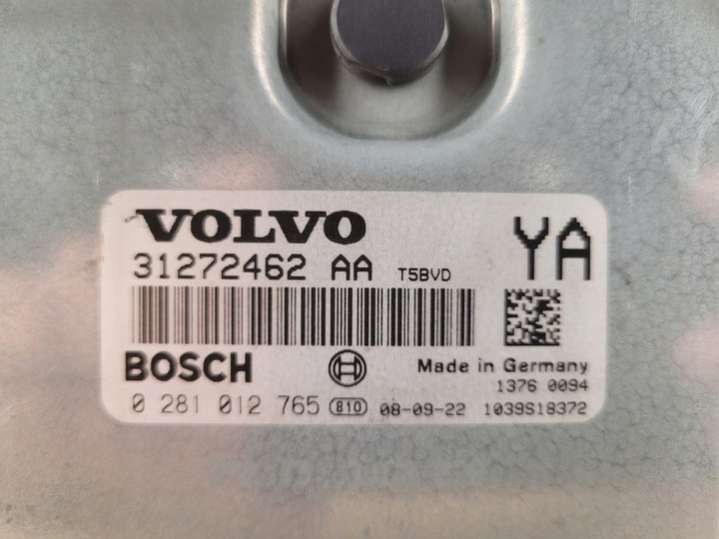 VOLVO
31272462 AA T5BVD
YA
BOSCH
Made in Germany
1376 0094
0 281 012 765 810 08-09-22 1039S18372